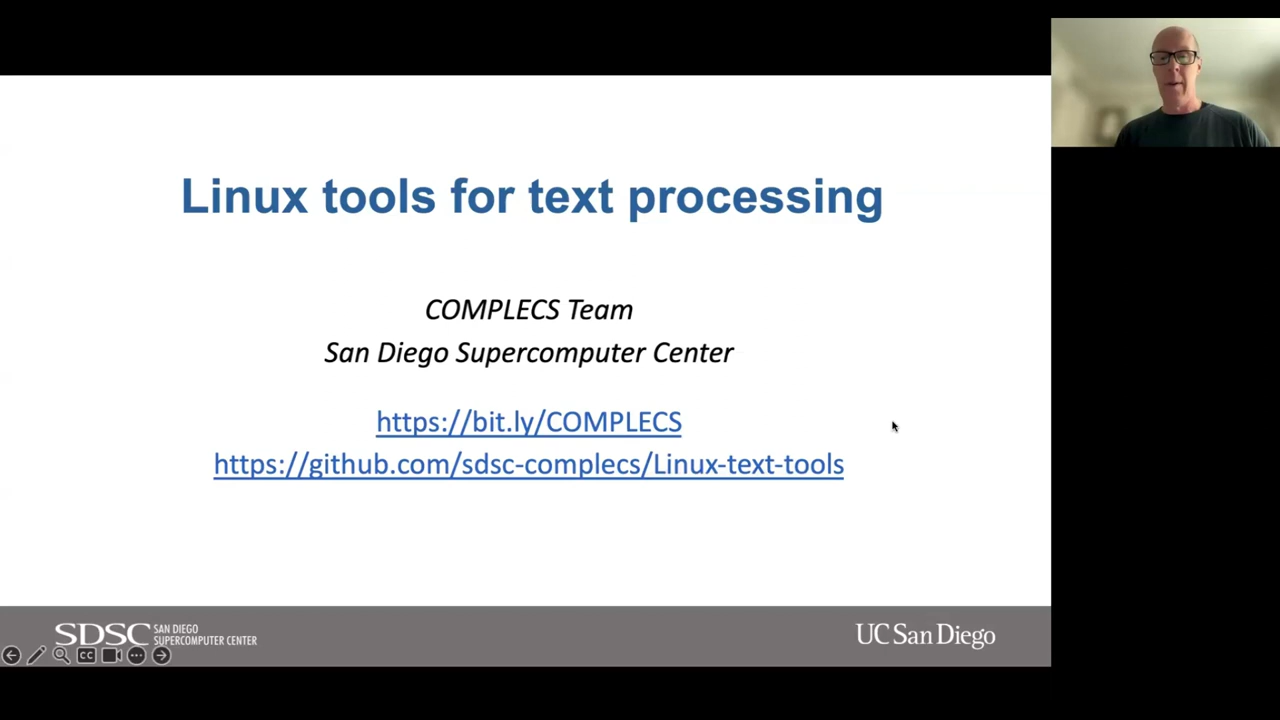 Linux tools for text processing
COMPLECS Team
San Diego Supercomputer Center
https://bit.ly/COMPLECS
https://github.com/sdsc-complecs/Linux-text-tools
SDSC SAN DIEGO
SUPERCOMPUTER CENTER
UC San Diego
CC